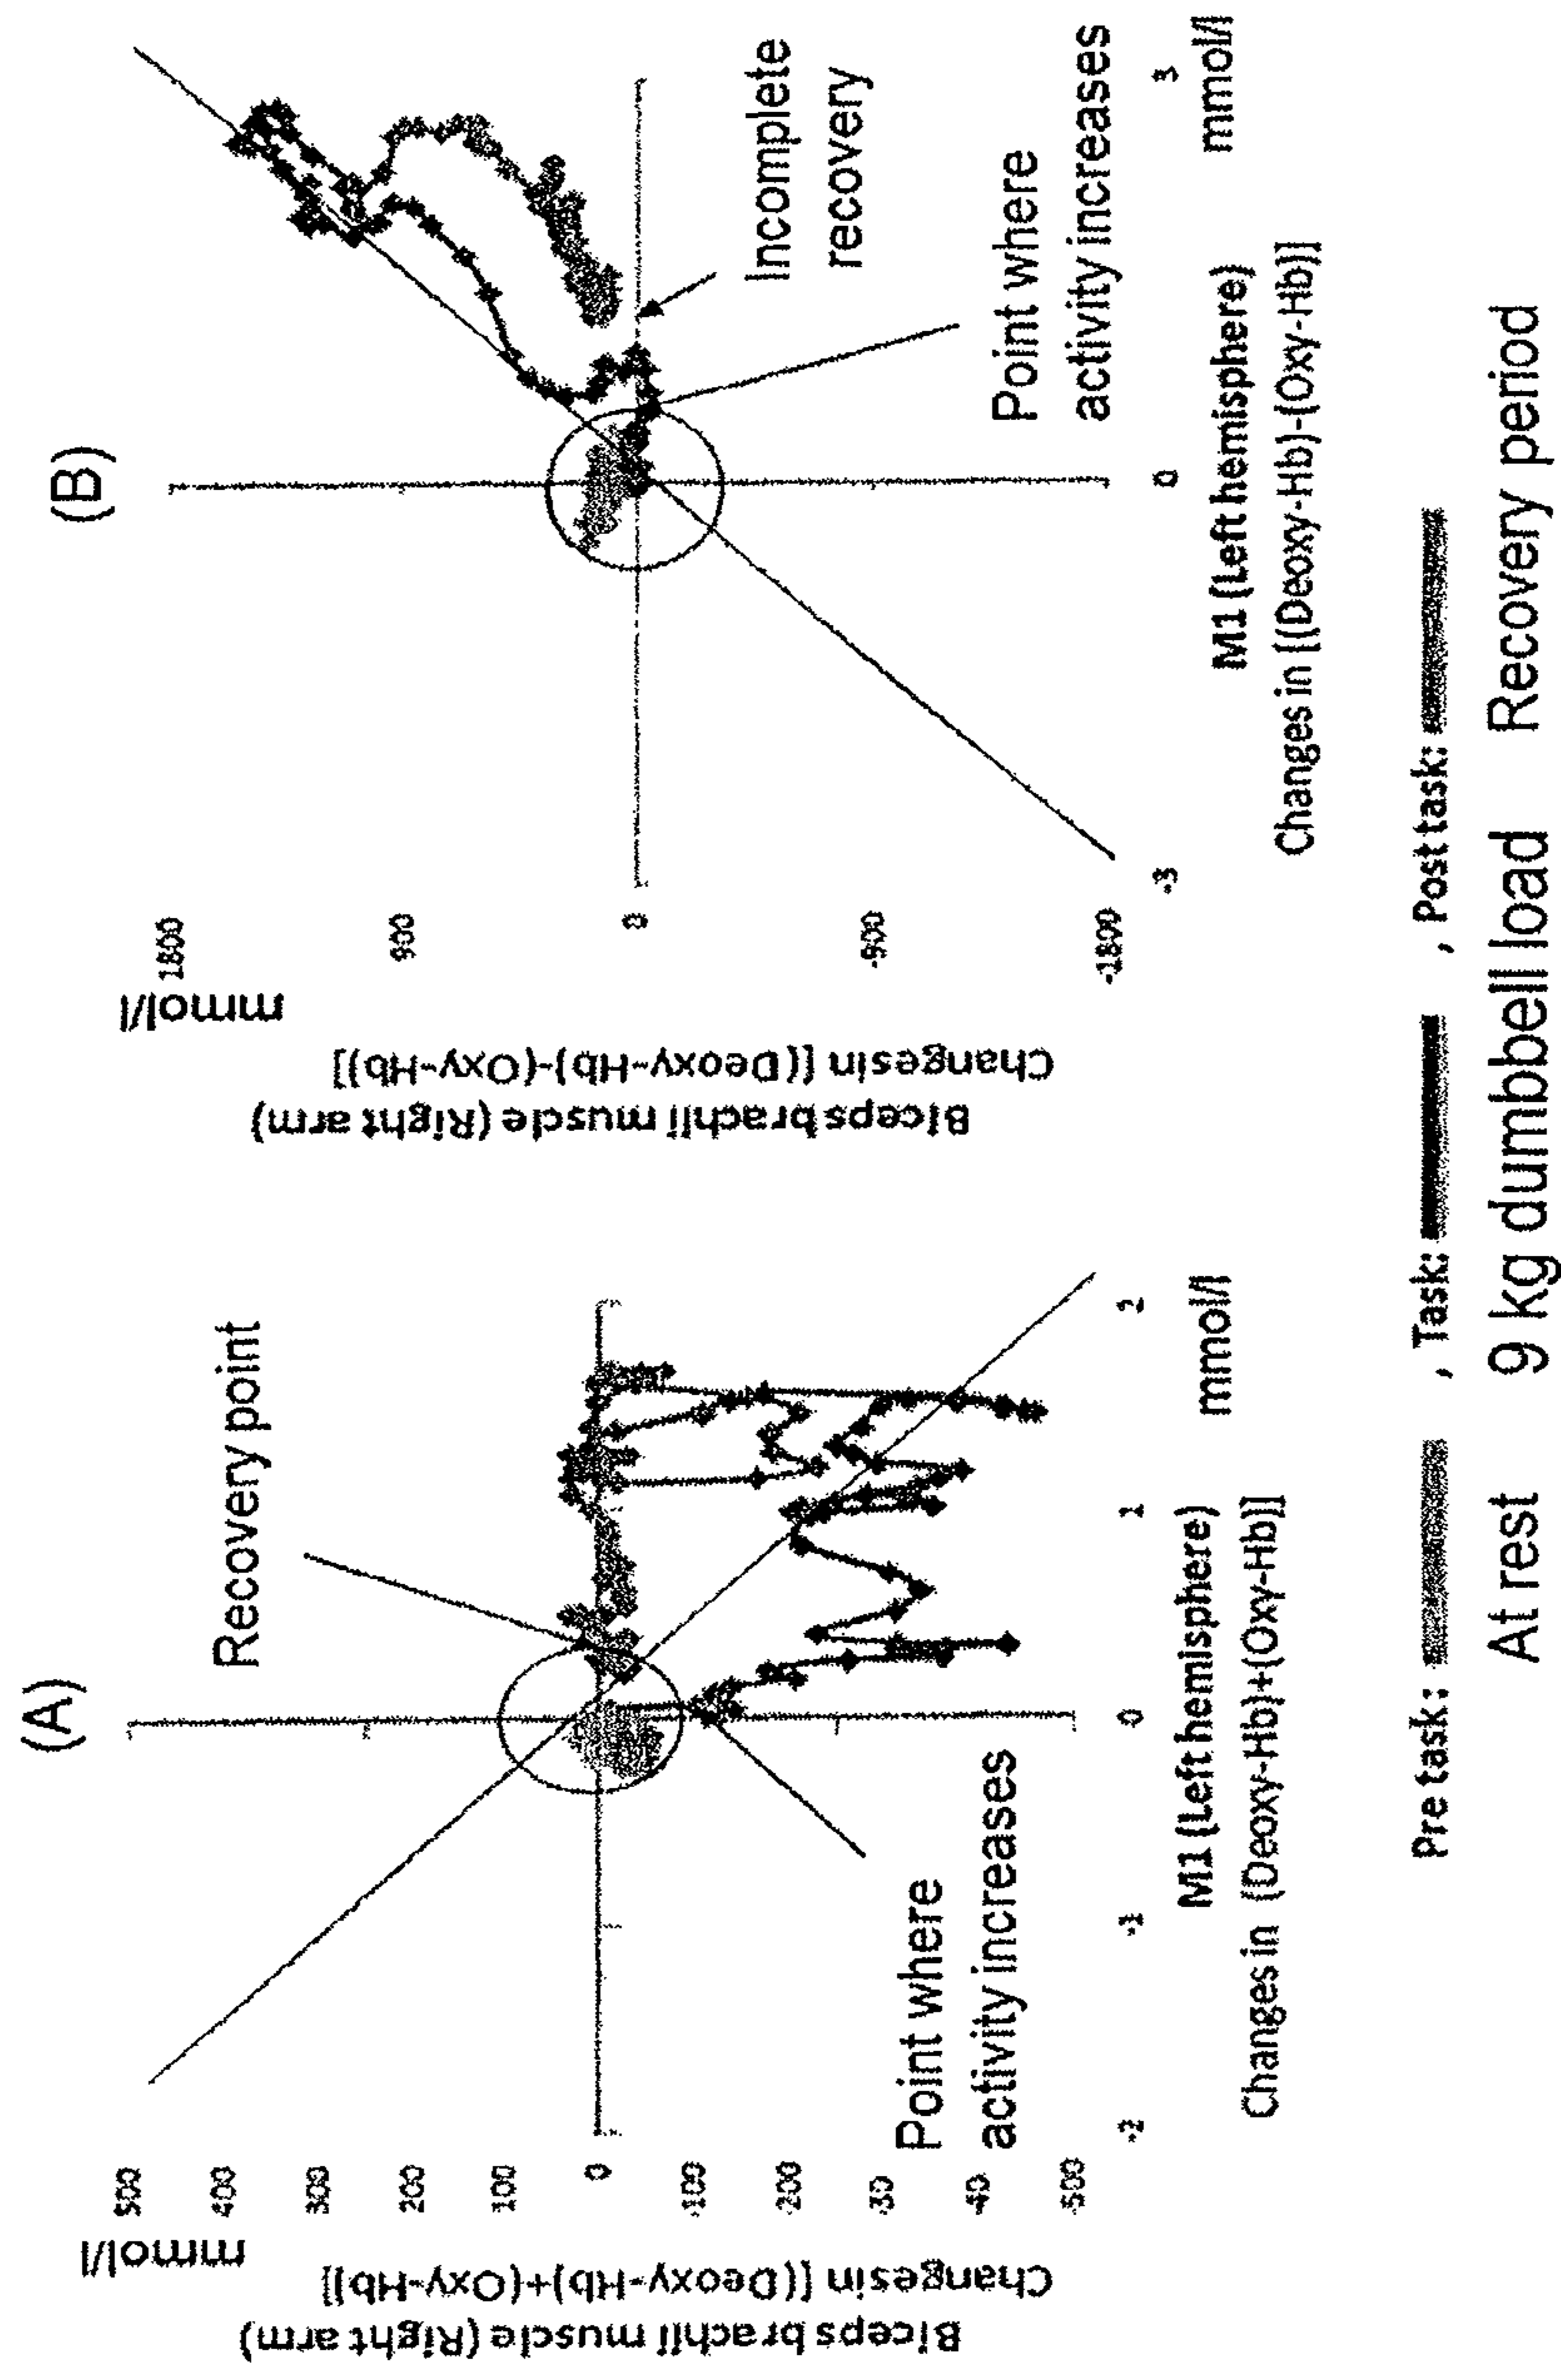 (A)
mmol/l
500
400
300
200
100
0
-100
-200
-30
-40
-500
Biceps brachii muscle (Right arm)
Changes in [(Deoxy-Hb)+(Oxy-Hb)]
Recovery point
Point where
activity increases
-2
-1
0
1
2
mmol/l
M1 (Left hemisphere)
Changes in (Deoxy-Hb)+(Oxy-Hb)]
(B)
mmol/l
1800
900
0
-900
-1800
Biceps brachii muscle (Right arm)
Changes in [(Deoxy-Hb)-(Oxy-Hb)]
Incomplete
recovery
Point where
activity increases
-3
0
3
mmol/l
M1 (Left hemisphere)
Changes in [(Deoxy-Hb)-(Oxy-Hb)]
Pre task: , Task: , Post task:
At rest 9 kg dumbbell load Recovery period